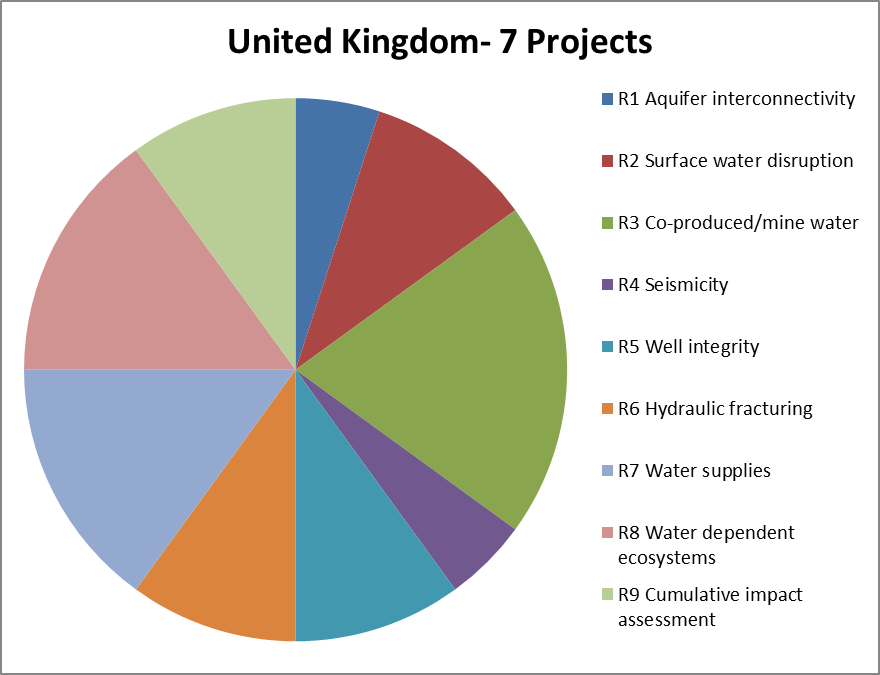 United Kingdom- 7 Projects
R1 Aquifer interconnectivity
R2 Surface water disruption
R3 Co-produced/mine water
R4 Seismicity
R5 Well integrity
R6 Hydraulic fracturing
R7 Water supplies
R8 Water dependent
ecosystems
R9 Cumulative impact
assessment